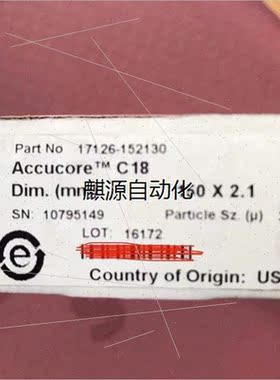 Part No 17126-152130
Accucore™ C18
Dim. (mm 麒源自动化 50 X 2.1
SN: 10795149 Particle Sz. (µ)
LOT: 16172
e
Country of Origin: US